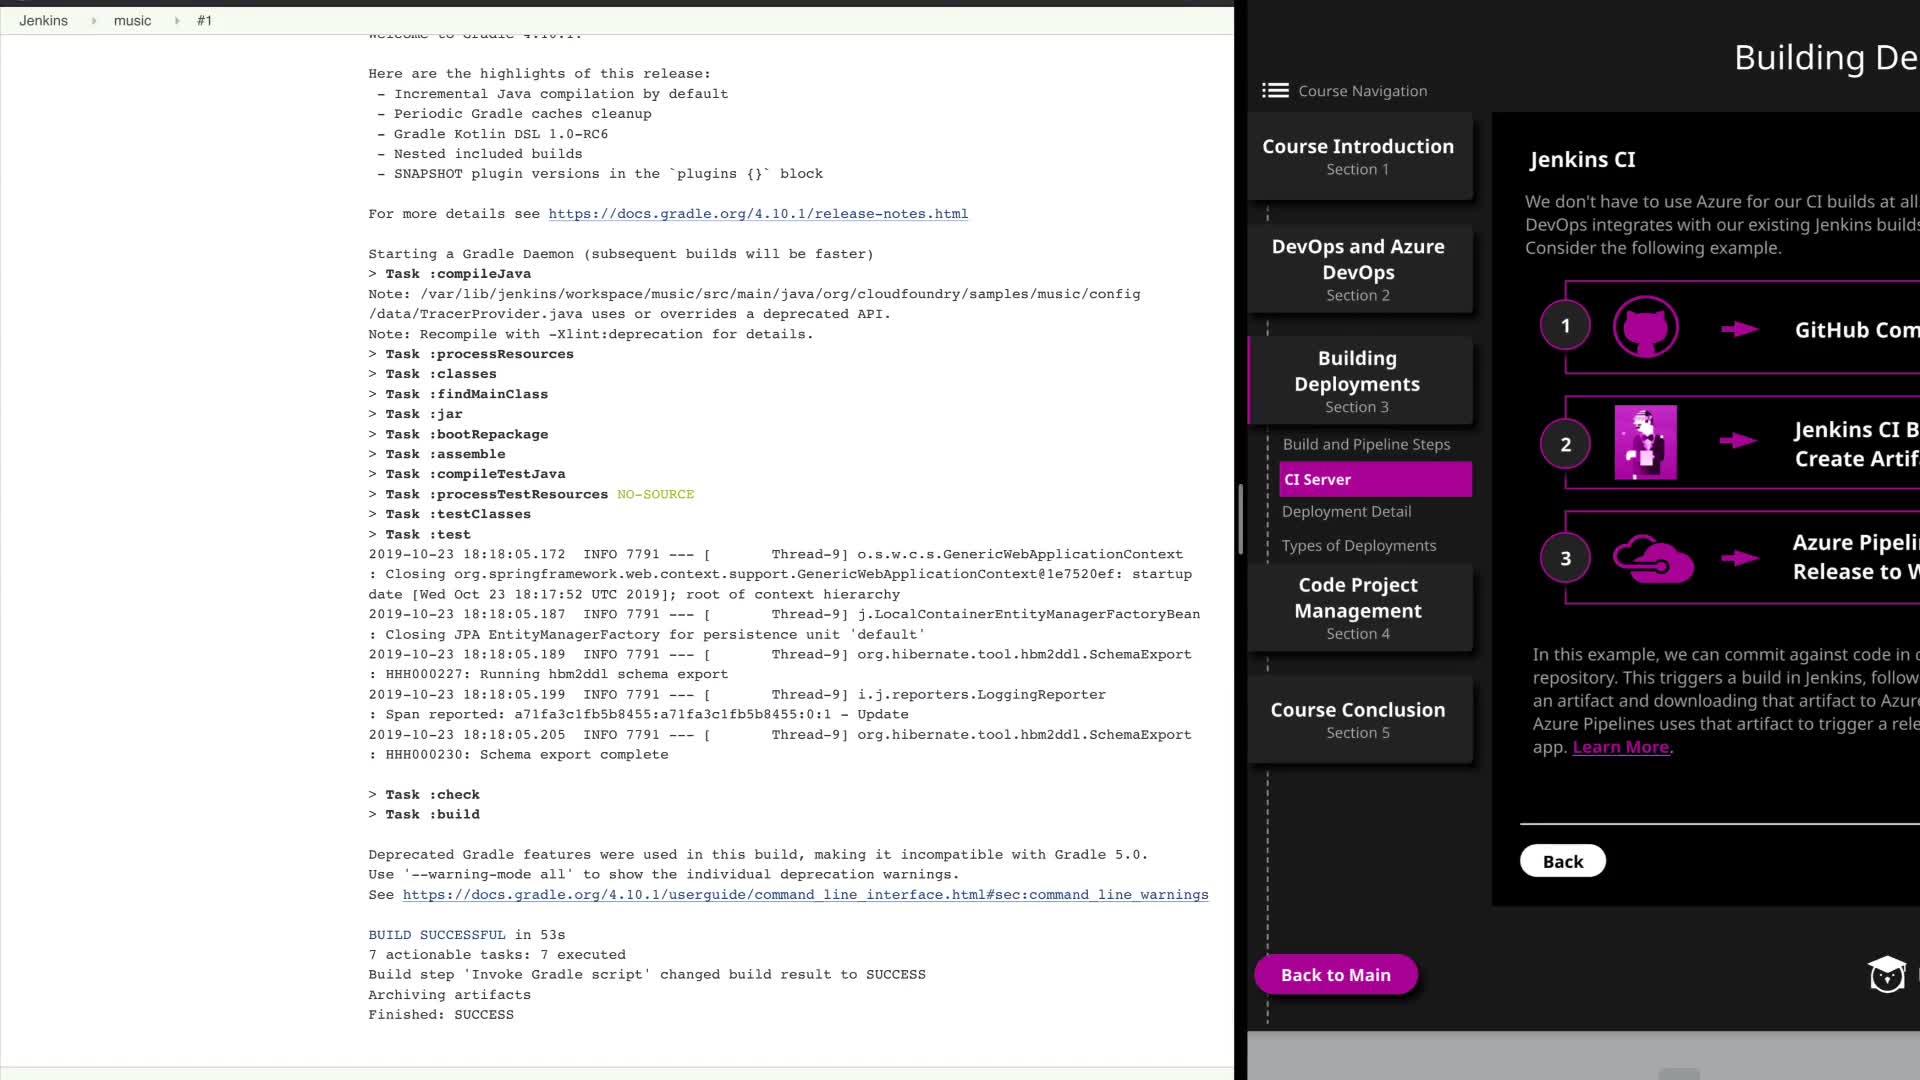 Jenkins music #1
Welcome to Gradle 4.10.1!
Here are the highlights of this release:
- Incremental Java compilation by default
- Periodic Gradle caches cleanup
- Gradle Kotlin DSL 1.0-RC6
- Nested included builds
- SNAPSHOT plugin versions in the `plugins {}` block
For more details see https://docs.gradle.org/4.10.1/release-notes.html
Starting a Gradle Daemon (subsequent builds will be faster)
> Task :compileJava
Note: /var/lib/jenkins/workspace/music/src/main/java/org/cloudfoundry/samples/music/config
/data/TracerProvider.java uses or overrides a deprecated API.
Note: Recompile with -Xlint:deprecation for details.
> Task :processResources
> Task :classes
> Task :findMainClass
> Task :jar
> Task :bootRepackage
> Task :assemble
> Task :compileTestJava
> Task :processTestResources NO-SOURCE
> Task :testClasses
> Task :test
2019-10-23 18:18:05.172  INFO 7791 --- [       Thread-9] o.s.w.c.s.GenericWebApplicationContext
: Closing org.springframework.web.context.support.GenericWebApplicationContext@1e7520ef: startup
date [Wed Oct 23 18:17:52 UTC 2019]; root of context hierarchy
2019-10-23 18:18:05.187  INFO 7791 --- [       Thread-9] j.LocalContainerEntityManagerFactoryBean
: Closing JPA EntityManagerFactory for persistence unit 'default'
2019-10-23 18:18:05.189  INFO 7791 --- [       Thread-9] org.hibernate.tool.hbm2ddl.SchemaExport
: HHH000227: Running hbm2ddl schema export
2019-10-23 18:18:05.199  INFO 7791 --- [       Thread-9] i.j.reporters.LoggingReporter
: Span reported: a71fa3c1fb5b8455:a71fa3c1fb5b8455:0:1 - Update
2019-10-23 18:18:05.205  INFO 7791 --- [       Thread-9] org.hibernate.tool.hbm2ddl.SchemaExport
: HHH000230: Schema export complete
> Task :check
> Task :build
Deprecated Gradle features were used in this build, making it incompatible with Gradle 5.0.
Use '--warning-mode all' to show the individual deprecation warnings.
See https://docs.gradle.org/4.10.1/userguide/command_line_interface.html#sec:command_line_warnings
BUILD SUCCESSFUL in 53s
7 actionable tasks: 7 executed
Build step 'Invoke Gradle script' changed build result to SUCCESS
Archiving artifacts
Finished: SUCCESS
Building De
Course Navigation
Course Introduction
Section 1
DevOps and Azure
DevOps
Section 2
Building
Deployments
Section 3
Build and Pipeline Steps
CI Server
Deployment Detail
Types of Deployments
Code Project
Management
Section 4
Course Conclusion
Section 5
Back to Main
Jenkins CI
We don't have to use Azure for our CI builds at all
DevOps integrates with our existing Jenkins builds
Consider the following example.
1
GitHub Com
2
Jenkins CI B
Create Artif
3
Azure Pipeli
Release to W
In this example, we can commit against code in
repository. This triggers a build in Jenkins, follow
an artifact and downloading that artifact to Azur
Azure Pipelines uses that artifact to trigger a rele
app. Learn More.
Back